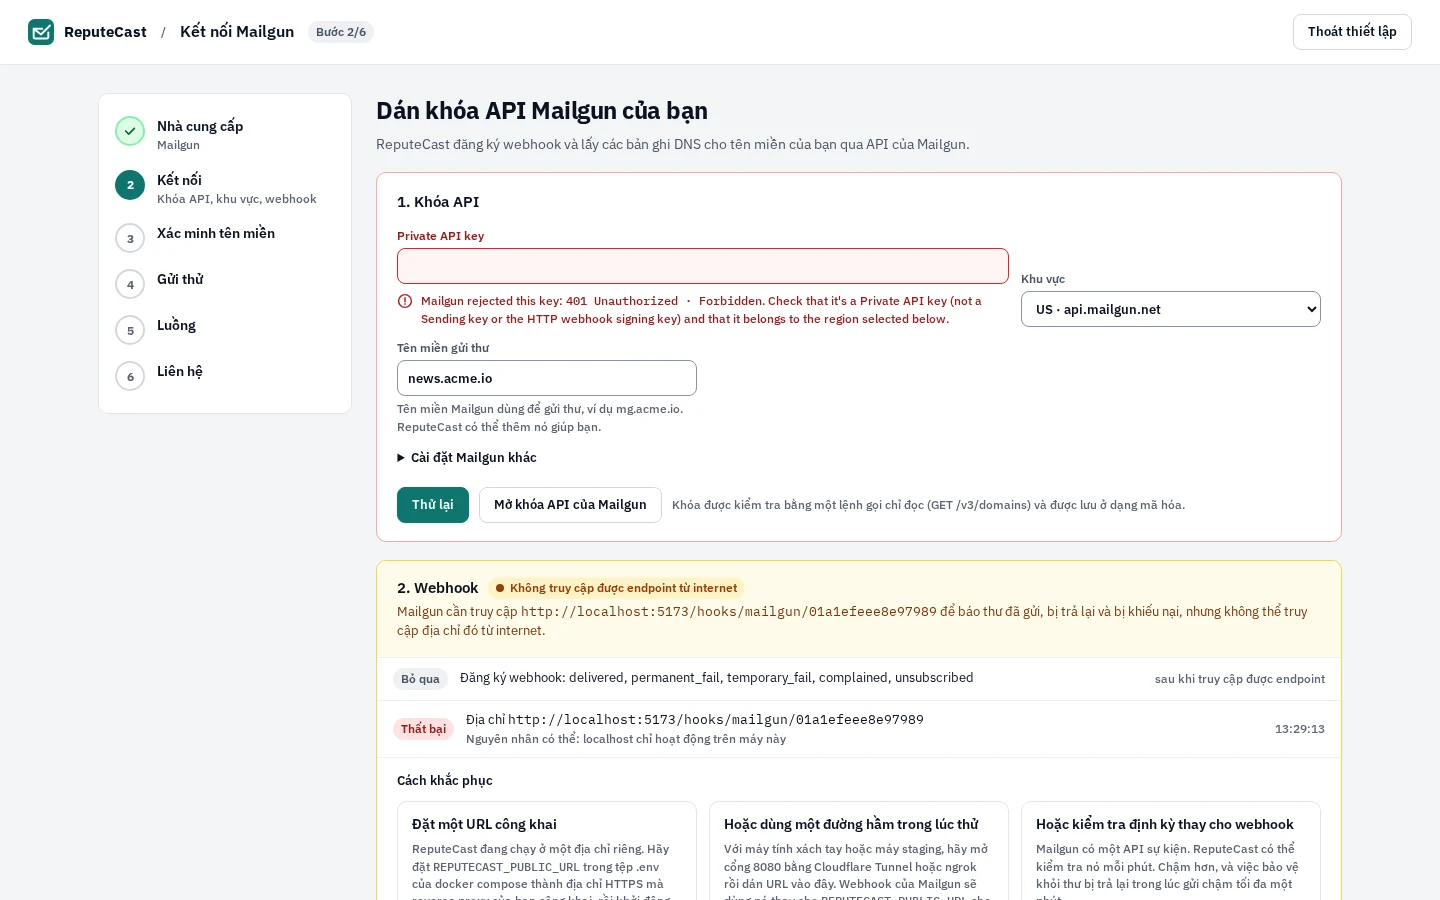 ReputeCast / Kết nối Mailgun Bước 2/6
Thoát thiết lập
Nhà cung cấp
Mailgun
2 Kết nối
Khóa API, khu vực, webhook
3 Xác minh tên miền
4 Gửi thử
5 Luồng
6 Liên hệ
Dán khóa API Mailgun của bạn
ReputeCast đăng ký webhook và lấy các bản ghi DNS cho tên miền của bạn qua API của Mailgun.
1. Khóa API
Private API key
Mailgun rejected this key: 401 Unauthorized · Forbidden. Check that it's a Private API key (not a
Sending key or the HTTP webhook signing key) and that it belongs to the region selected below.
Khu vực
US · api.mailgun.net
Tên miền gửi thư
news.acme.io
Tên miền Mailgun dùng để gửi thư, ví dụ mg.acme.io.
ReputeCast có thể thêm nó giúp bạn.
Cài đặt Mailgun khác
Thử lại
Mở khóa API của Mailgun
Khóa được kiểm tra bằng một lệnh gọi chỉ đọc (GET /v3/domains) và được lưu ở dạng mã hóa.
2. Webhook
Không truy cập được endpoint từ internet
Mailgun cần truy cập http://localhost:5173/hooks/mailgun/01a1efeee8e97989 để báo thư đã gửi, bị trả lại và bị khiếu nại, nhưng không thể truy
cập địa chỉ đó từ internet.
Bỏ qua
Đăng ký webhook: delivered, permanent_fail, temporary_fail, complained, unsubscribed
sau khi truy cập được endpoint
Thất bại
Địa chỉ http://localhost:5173/hooks/mailgun/01a1efeee8e97989
Nguyên nhân có thể: localhost chỉ hoạt động trên máy này
13:29:13
Cách khắc phục
Đặt một URL công khai
ReputeCast đang chạy ở một địa chỉ riêng. Hãy
đặt REPUTECAST_PUBLIC_URL trong tệp .env
của docker compose thành địa chỉ HTTPS mà
reverse proxy của bạn công khai, rồi khởi động
Hoặc dùng một đường hầm trong lúc thử
Với máy tính xách tay hoặc máy staging, hãy mở
cổng 8080 bằng Cloudflare Tunnel hoặc ngrok
rồi dán URL vào đây. Webhook của Mailgun sẽ
dùng nó thay cho REPUTECAST_PUBLIC_URL cho
Hoặc kiểm tra định kỳ thay cho webhook
Mailgun có một API sự kiện. ReputeCast có thể
kiểm tra nó mỗi phút. Chậm hơn, và việc bảo vệ
khỏi thư bị trả lại trong lúc gửi chậm tối đa một
phút.